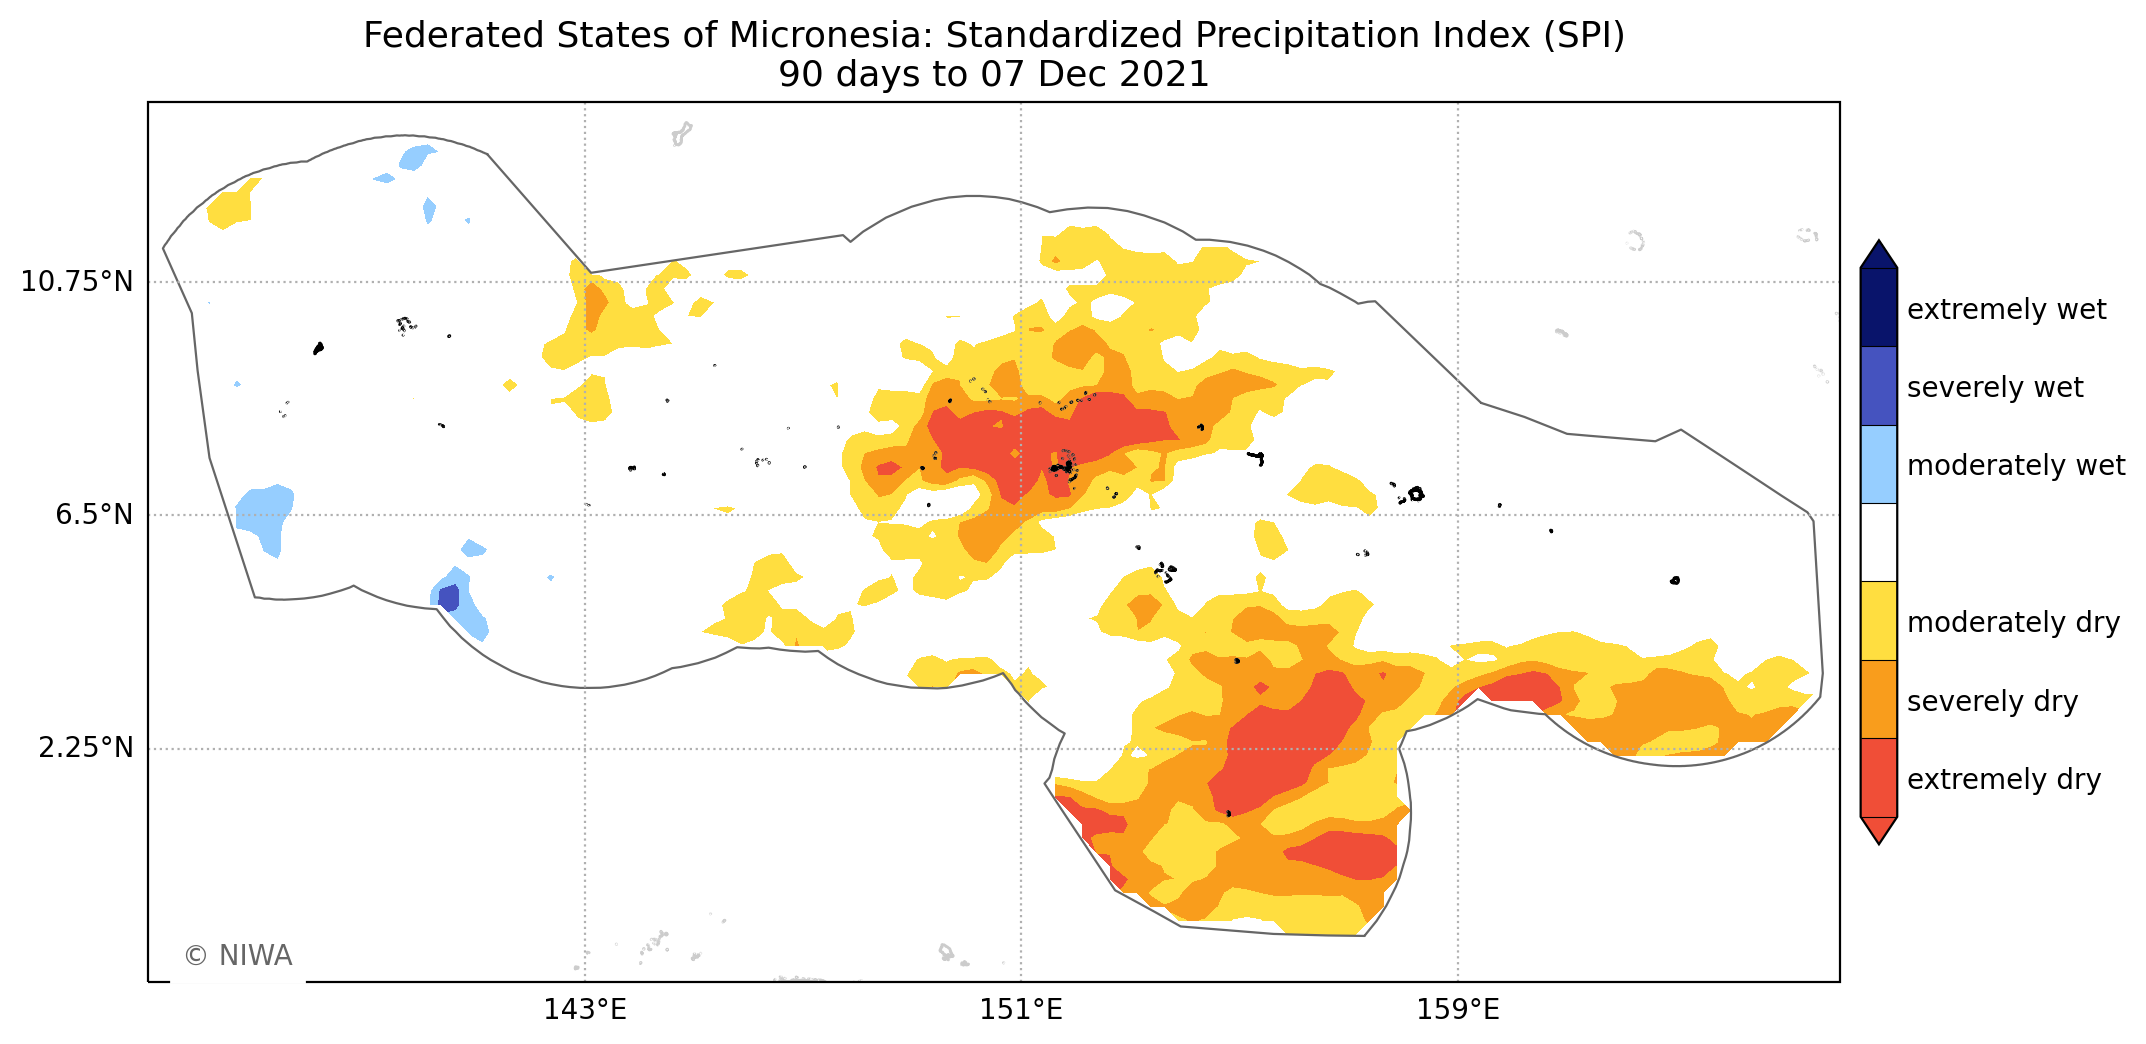 Federated States of Micronesia: Standardized Precipitation Index (SPI)
90 days to 07 Dec 2021
10.75°N
6.5°N
2.25°N
143°E
151°E
159°E
extremely wet
severely wet
moderately wet
moderately dry
severely dry
extremely dry
© NIWA